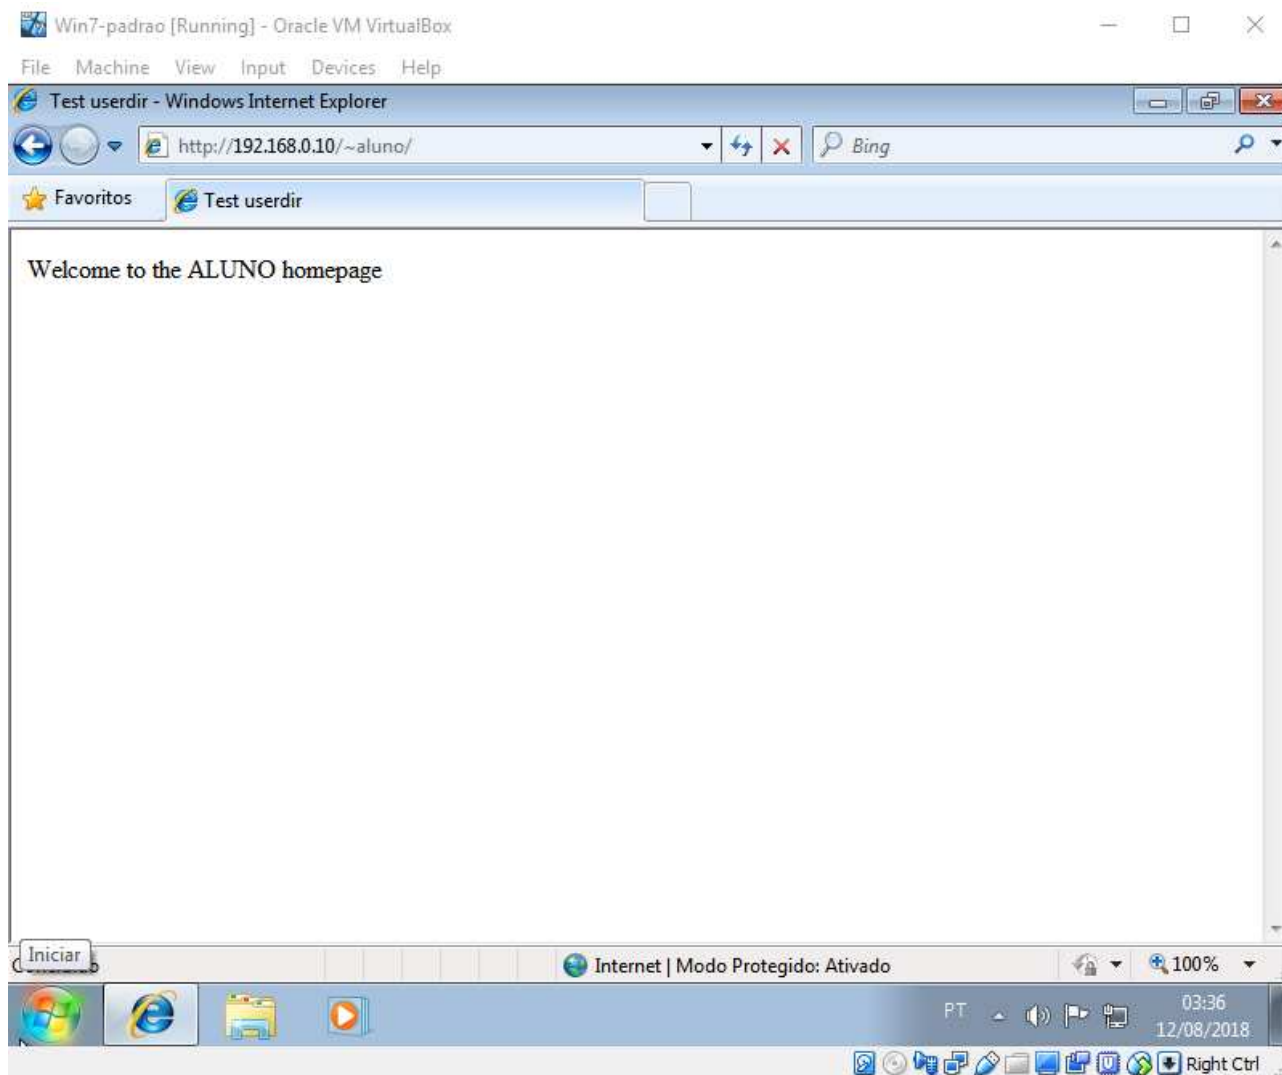 Win7-padrao [Running] - Oracle VM VirtualBox
File Machine View Input Devices Help
Test userdir - Windows Internet Explorer
http://192.168.0.10/~aluno/ Bing
Favoritos Test userdir
Welcome to the ALUNO homepage
Iniciar
Internet | Modo Protegido: Ativado 100%
PT 03:36
12/08/2018
Right Ctrl